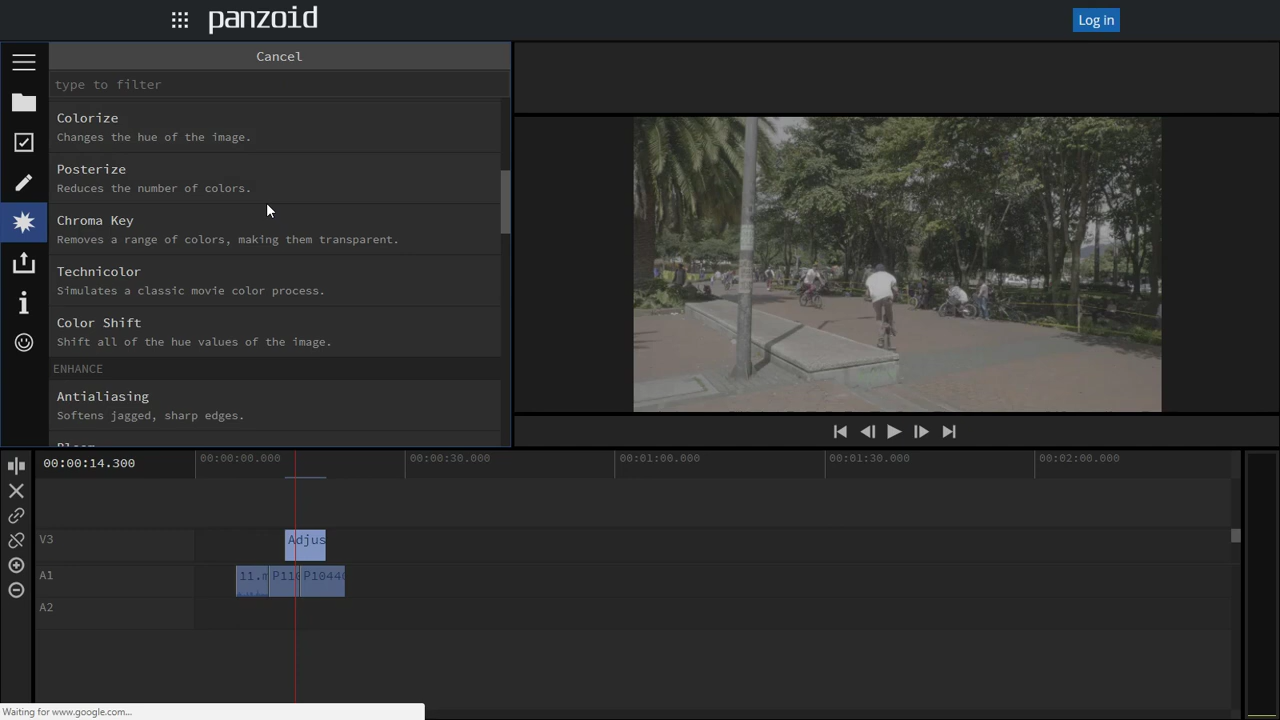 panzoid
Log in
Cancel
type to filter
Colorize
Changes the hue of the image.
Posterize
Reduces the number of colors.
Chroma Key
Removes a range of colors, making them transparent.
Technicolor
Simulates a classic movie color process.
Color Shift
Shift all of the hue values of the image.
ENHANCE
Antialiasing
Softens jagged, sharp edges.
00:00:14.300
00:00:00.000
00:00:30.000
00:01:00.000
00:01:30.000
00:02:00.000
V3
Adjus
A1
11.m
P110
P1044
A2
Waiting for www.google.com...